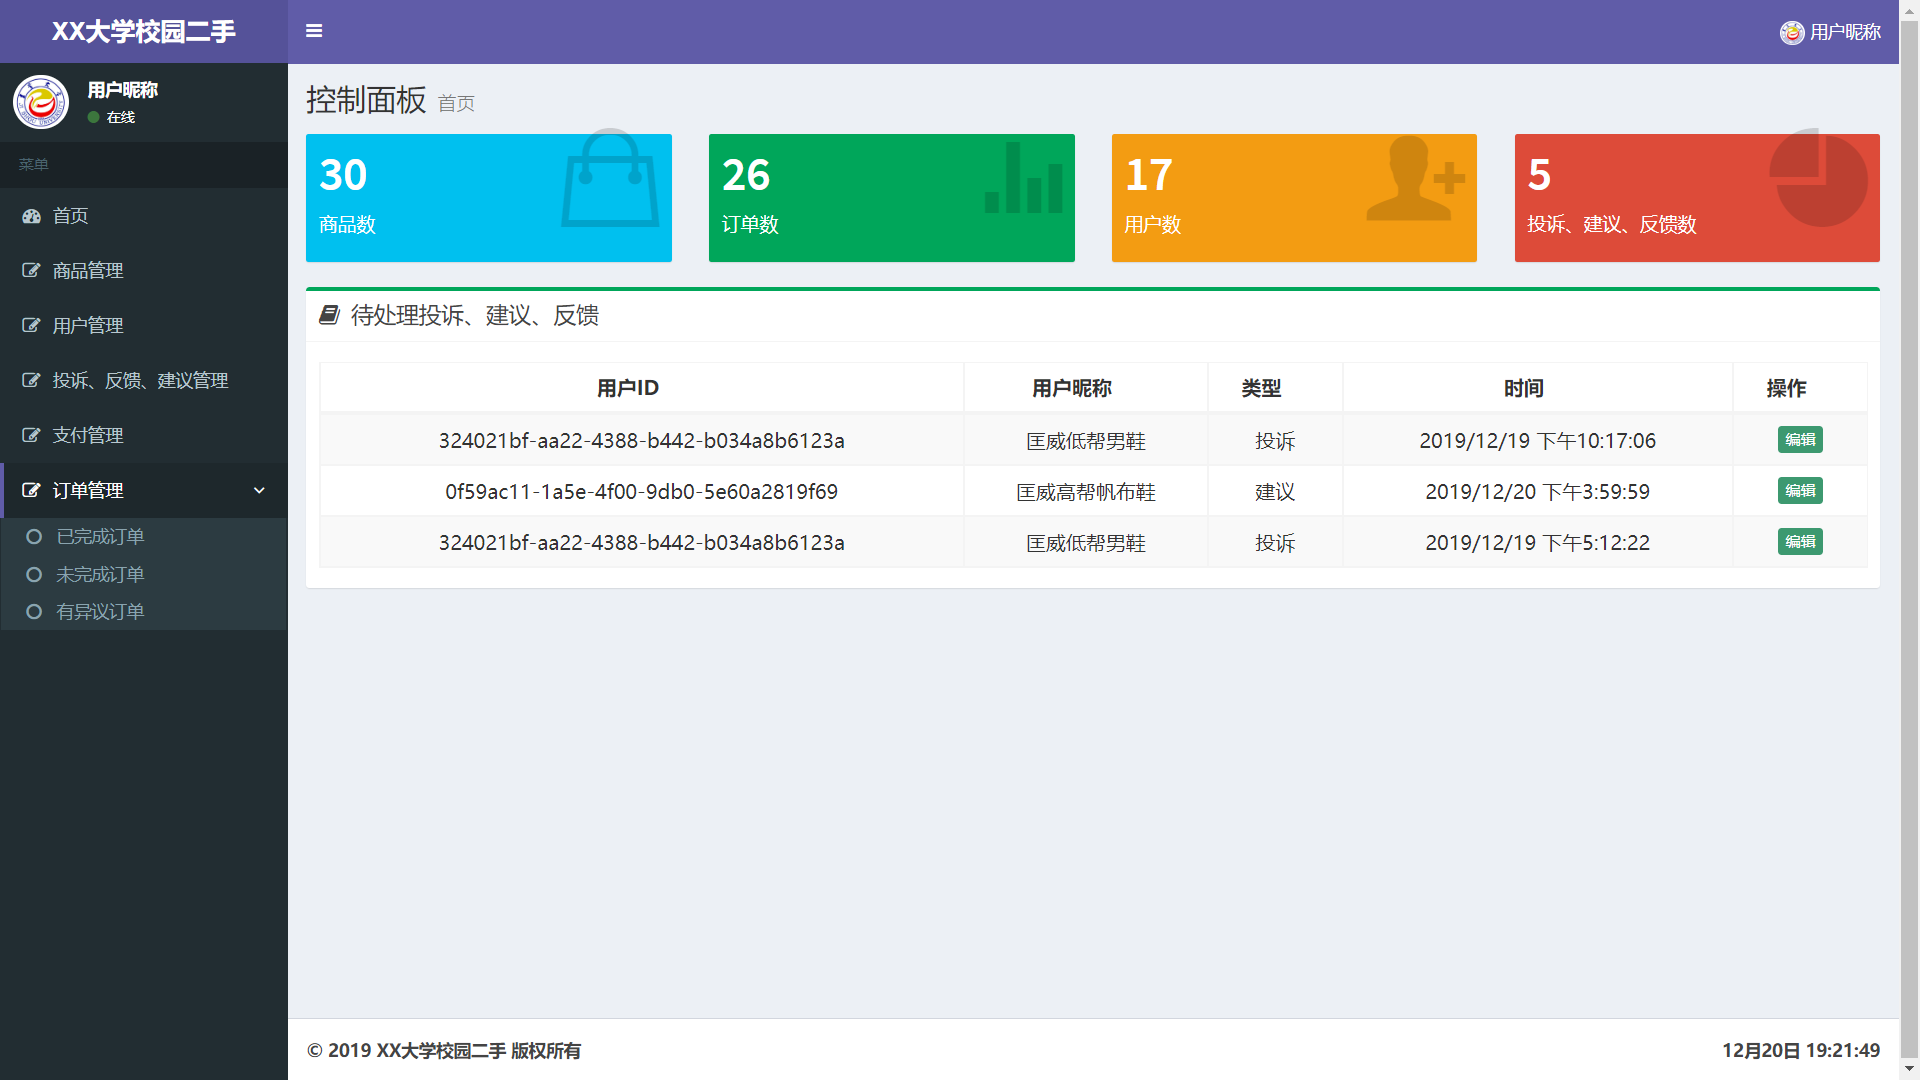 XX大学校园二手
用户昵称
用户昵称
在线
菜单
首页
商品管理
用户管理
投诉、反馈、建议管理
支付管理
订单管理
已完成订单
未完成订单
有异议订单
控制面板 首页
30
商品数
26
订单数
17
用户数
5
投诉、建议、反馈数
待处理投诉、建议、反馈
用户ID 用户昵称 类型 时间 操作
324021bf-aa22-4388-b442-b034a8b6123a 匡威低帮男鞋 投诉 2019/12/19 下午10:17:06 编辑
0f59ac11-1a5e-4f00-9db0-5e60a2819f69 匡威高帮帆布鞋 建议 2019/12/20 下午3:59:59 编辑
324021bf-aa22-4388-b442-b034a8b6123a 匡威低帮男鞋 投诉 2019/12/19 下午5:12:22 编辑
© 2019 XX大学校园二手 版权所有
12月20日 19:21:49